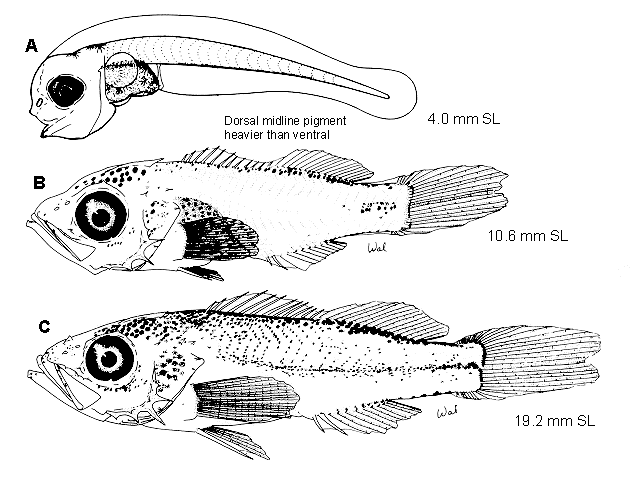 A
4.0 mm SL
Dorsal midline pigment
heavier than ventral
B
Wal
10.6 mm SL
C
Wal
19.2 mm SL